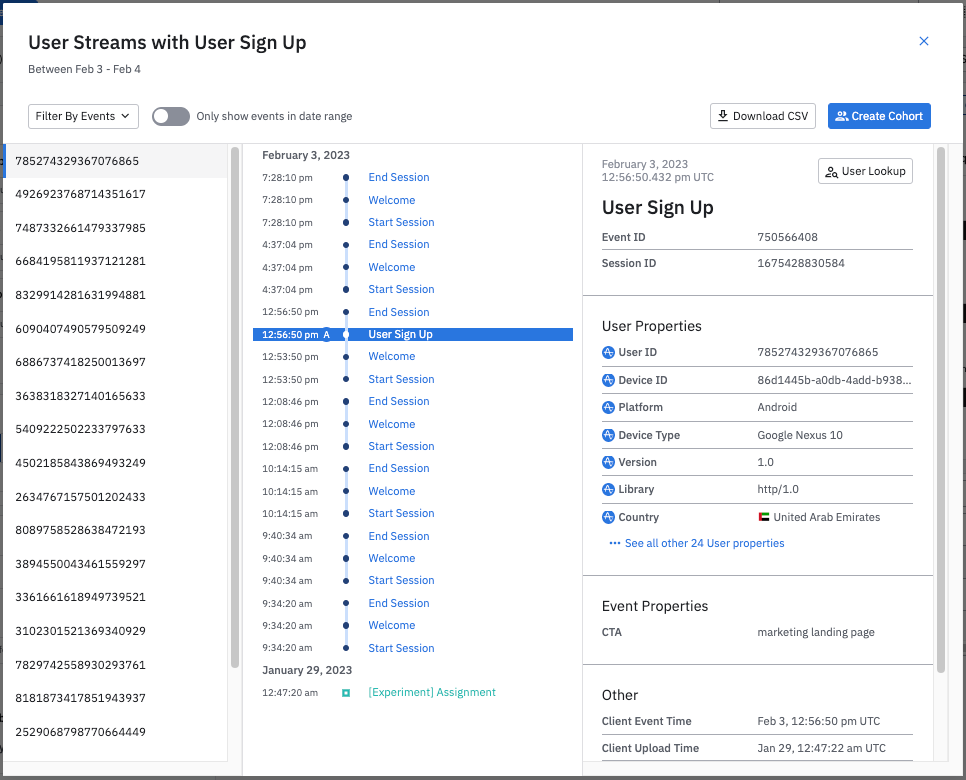 User Streams with User Sign Up
Between Feb 3 - Feb 4
Filter By Events
Only show events in date range
Download CSV
Create Cohort
785274329367076865
4926923768714351617
7487332661479337985
6684195811937121281
8329914281631994881
6090407490579509249
6886737418250013697
3638318327140165633
5409222502233797633
4502185843869493249
2634767157501202433
8089758528638472193
3894550043461559297
3361661618949739521
3102301521369340929
7829742558930293761
8181873417851943937
2529068798770664449
February 3, 2023
7:28:10 pm End Session
7:28:10 pm Welcome
7:28:10 pm Start Session
4:37:04 pm End Session
4:37:04 pm Welcome
4:37:04 pm Start Session
12:56:50 pm End Session
12:56:50 pm A User Sign Up
12:53:50 pm Welcome
12:53:50 pm Start Session
12:08:46 pm End Session
12:08:46 pm Welcome
12:08:46 pm Start Session
10:14:15 am End Session
10:14:15 am Welcome
10:14:15 am Start Session
9:40:34 am End Session
9:40:34 am Welcome
9:40:34 am Start Session
9:34:20 am End Session
9:34:20 am Welcome
9:34:20 am Start Session
January 29, 2023
12:47:20 am [Experiment] Assignment
February 3, 2023
12:56:50.432 pm UTC
User Lookup
User Sign Up
Event ID 750566408
Session ID 1675428830584
User Properties
User ID 785274329367076865
Device ID 86d1445b-a0db-4add-b938...
Platform Android
Device Type Google Nexus 10
Version 1.0
Library http/1.0
Country United Arab Emirates
••• See all other 24 User properties
Event Properties
CTA marketing landing page
Other
Client Event Time Feb 3, 12:56:50 pm UTC
Client Upload Time Jan 29, 12:47:22 am UTC